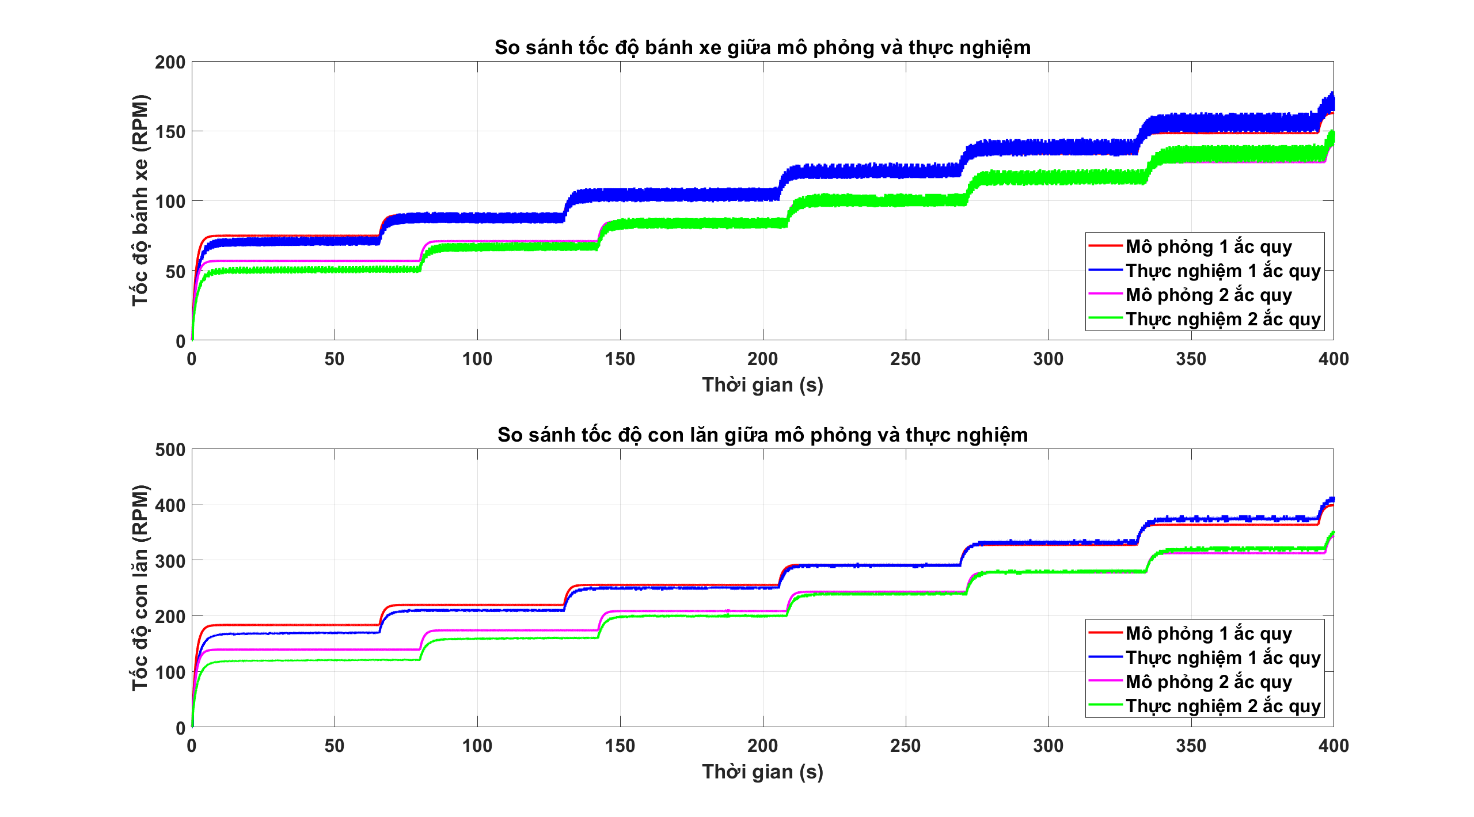 So sánh tốc độ bánh xe giữa mô phỏng và thực nghiệm
Tốc độ bánh xe (RPM)
200
150
100
50
0
0 50 100 150 200 250 300 350 400
Thời gian (s)
Mô phỏng 1 ắc quy
Thực nghiệm 1 ắc quy
Mô phỏng 2 ắc quy
Thực nghiệm 2 ắc quy
So sánh tốc độ con lăn giữa mô phỏng và thực nghiệm
Tốc độ con lăn (RPM)
500
400
300
200
100
0
0 50 100 150 200 250 300 350 400
Thời gian (s)
Mô phỏng 1 ắc quy
Thực nghiệm 1 ắc quy
Mô phỏng 2 ắc quy
Thực nghiệm 2 ắc quy